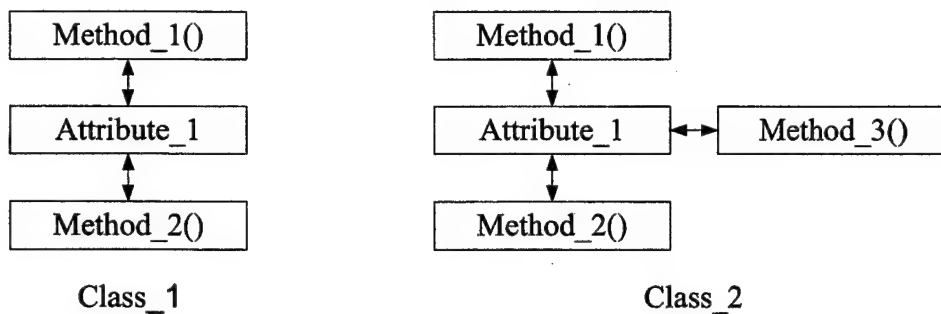 Method_1()
Attribute_1
Method_2()
Class_1
Method_1()
Attribute_1
Method_3()
Method_2()
Class_2